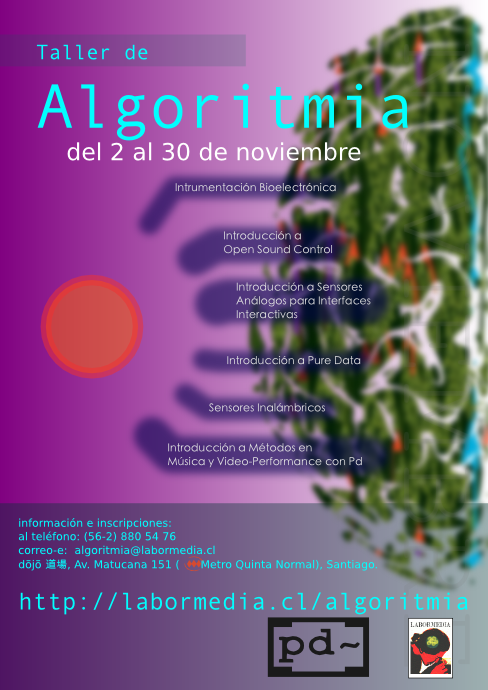 Taller de
Algoritmia
del 2 al 30 de noviembre
Intrumentación Bioelectrónica
Introducción a
Open Sound Control
Introducción a Sensores
Análogos para Interfaces
Interactivas
Introducción a Pure Data
Sensores Inalámbricos
Introducción a Métodos en
Música y Video-Performance con Pd
información e inscripciones:
al teléfono: (56-2) 880 54 76
correo-e: algoritmia@labormedia.cl
dōjō 道場, Av. Matucana 151 ( Metro Quinta Normal), Santiago.
http://labormedia.cl/algoritmia
pd~
LABORMEDIA